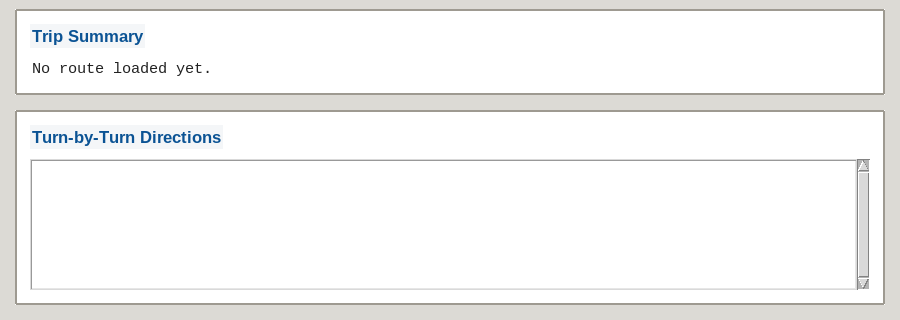 Trip Summary
No route loaded yet.
Turn-by-Turn Directions